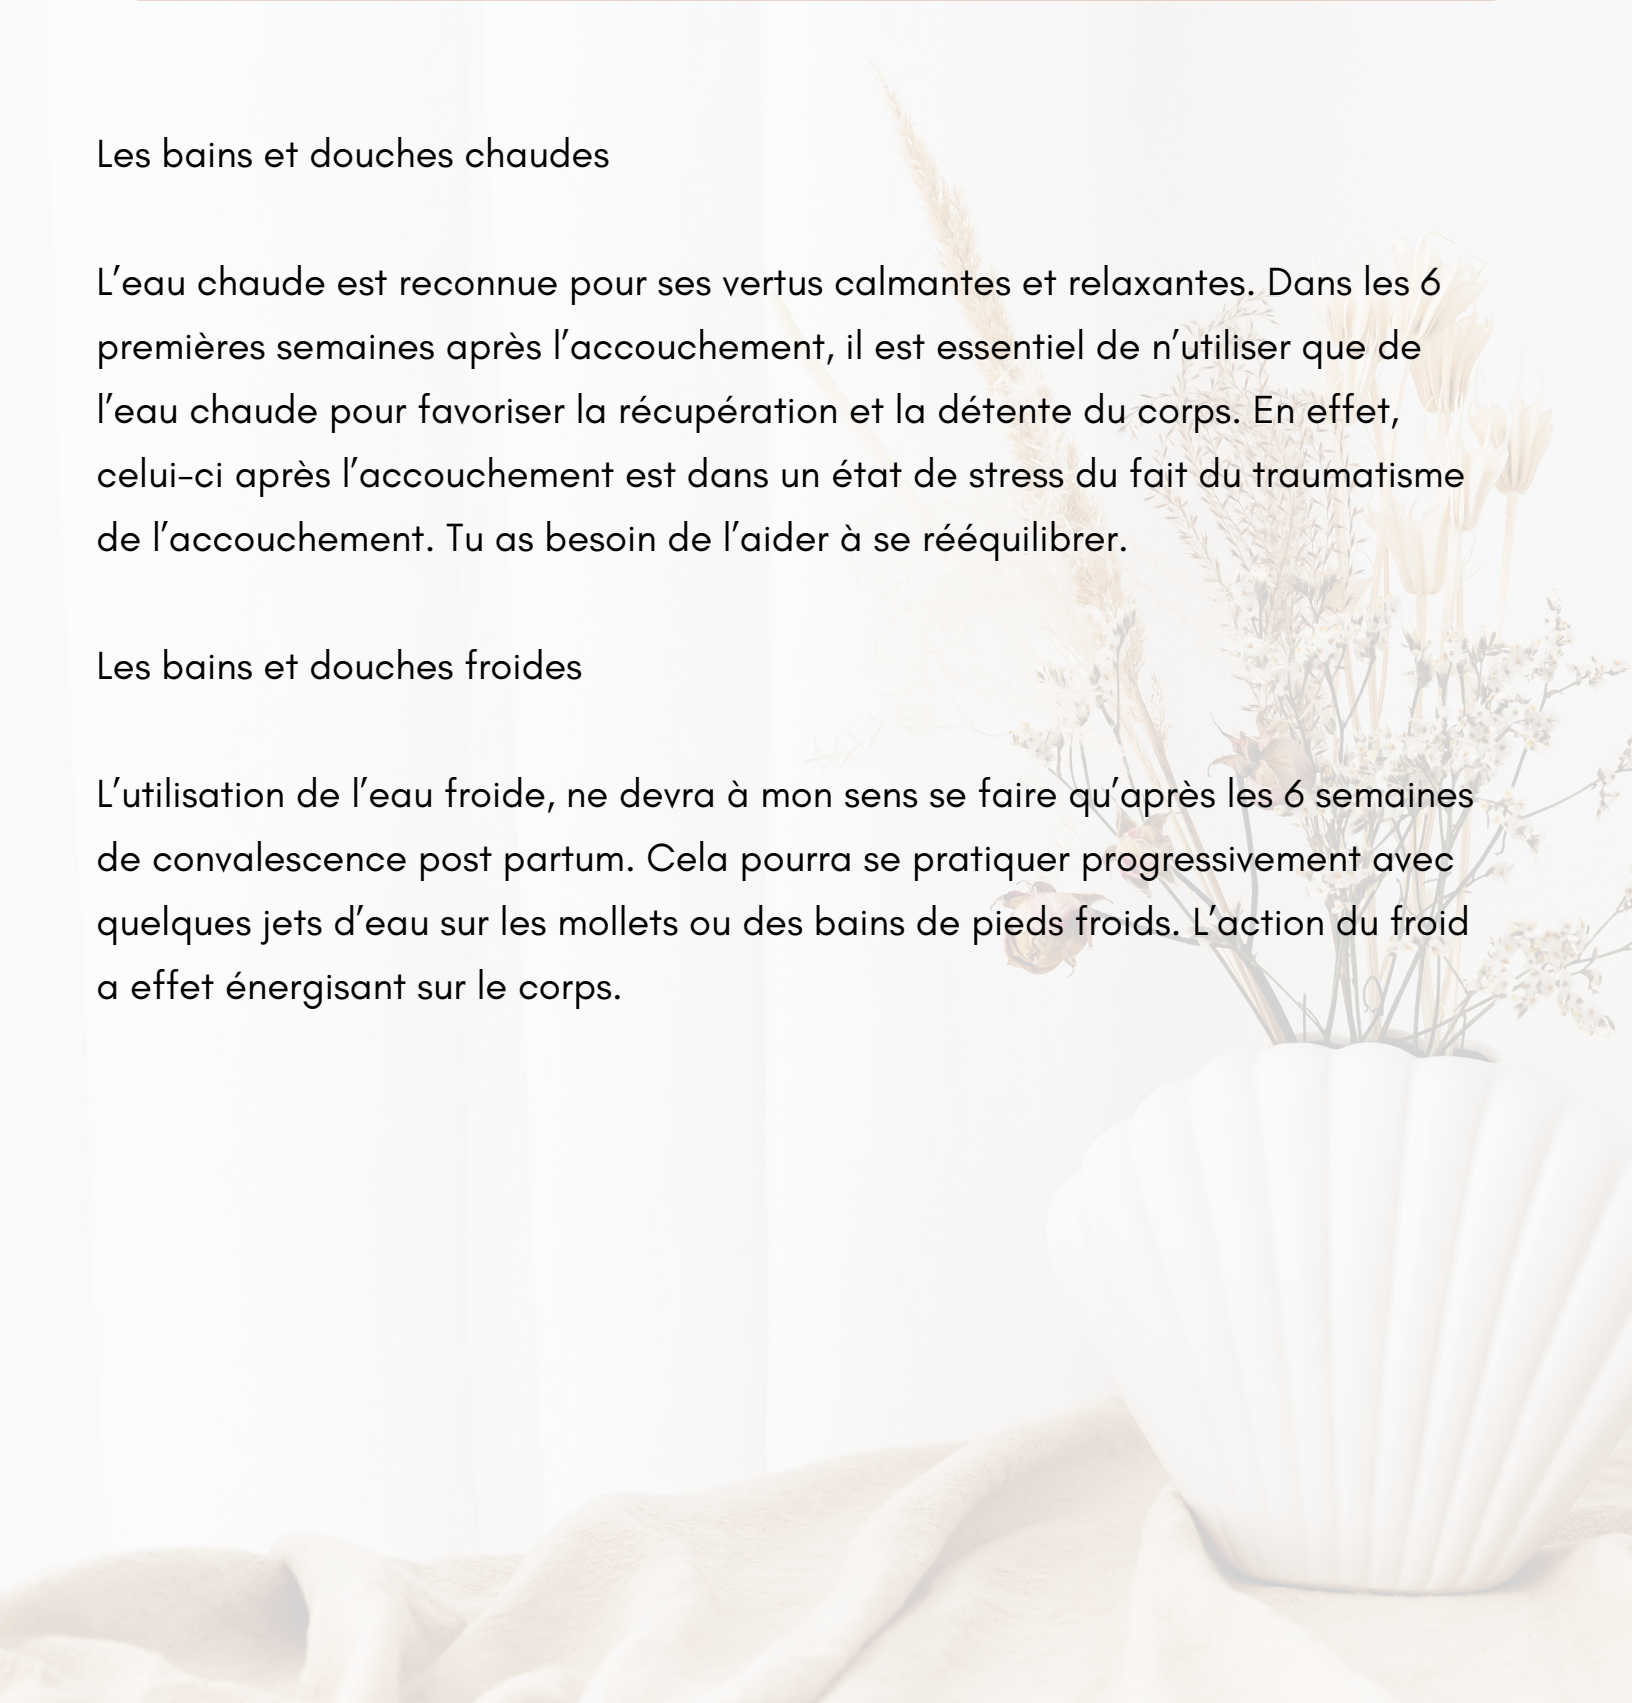 Les bains et douches chaudes
L’eau chaude est reconnue pour ses vertus calmantes et relaxantes. Dans les 6
premières semaines après l’accouchement, il est essentiel de n’utiliser que de
l’eau chaude pour favoriser la récupération et la détente du corps. En effet,
celui-ci après l’accouchement est dans un état de stress du fait du traumatisme
de l’accouchement. Tu as besoin de l’aider à se rééquilibrer.
Les bains et douches froides
L’utilisation de l’eau froide, ne devra à mon sens se faire qu’après les 6 semaines
de convalescence post partum. Cela pourra se pratiquer progressivement avec
quelques jets d’eau sur les mollets ou des bains de pieds froids. L’action du froid
a effet énergisant sur le corps.